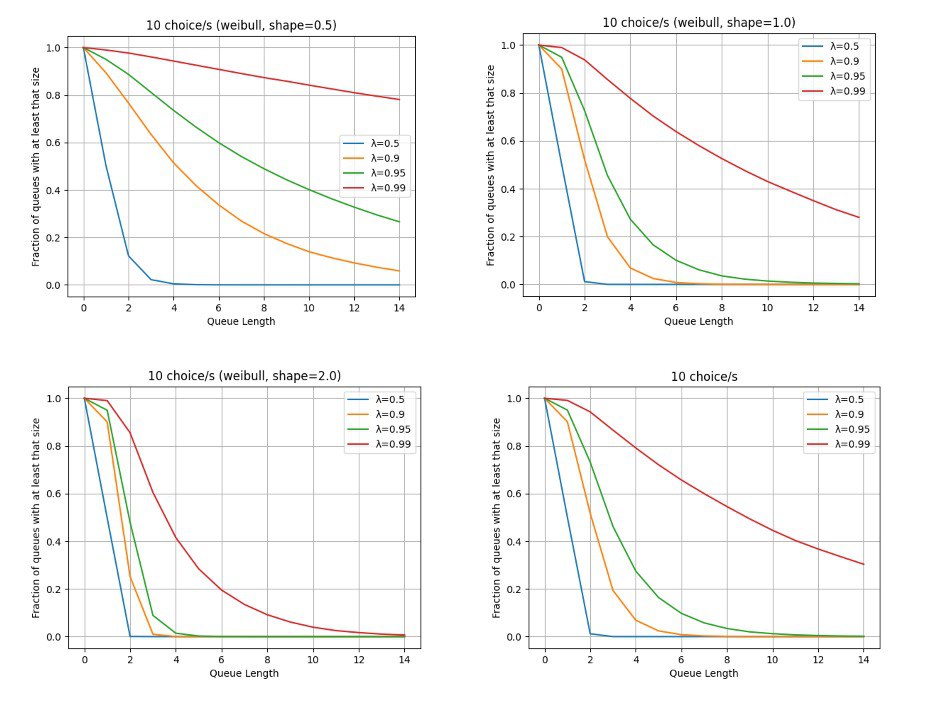 10 choice/s (weibull, shape=0.5)
Fraction of queues with at least that size
1.0
0.8
0.6
0.4
0.2
0.0
λ=0.5
λ=0.9
λ=0.95
λ=0.99
0 2 4 6 8 10 12 14
Queue Length
10 choice/s (weibull, shape=1.0)
Fraction of queues with at least that size
1.0
0.8
0.6
0.4
0.2
0.0
λ=0.5
λ=0.9
λ=0.95
λ=0.99
0 2 4 6 8 10 12 14
Queue Length
10 choice/s (weibull, shape=2.0)
Fraction of queues with at least that size
1.0
0.8
0.6
0.4
0.2
0.0
λ=0.5
λ=0.9
λ=0.95
λ=0.99
0 2 4 6 8 10 12 14
Queue Length
10 choice/s
Fraction of queues with at least that size
1.0
0.8
0.6
0.4
0.2
0.0
λ=0.5
λ=0.9
λ=0.95
λ=0.99
0 2 4 6 8 10 12 14
Queue Length